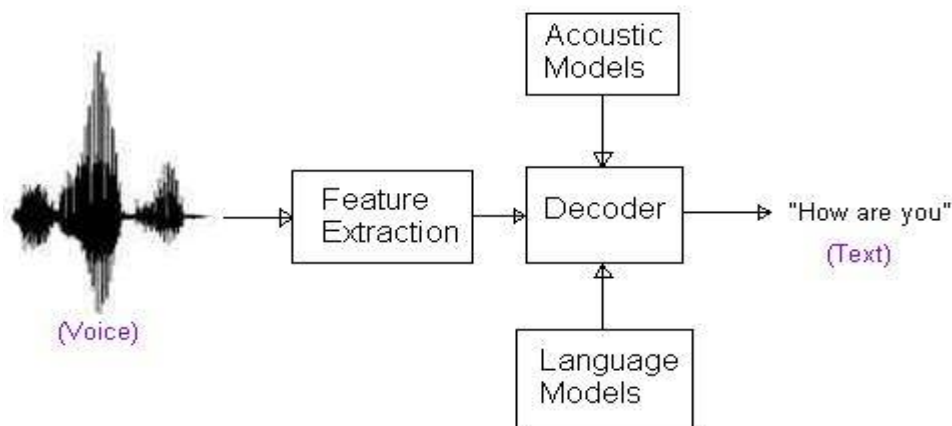 Acoustic
Models
Feature
Extraction
Decoder
"How are you"
(Text)
(Voice)
Language
Models